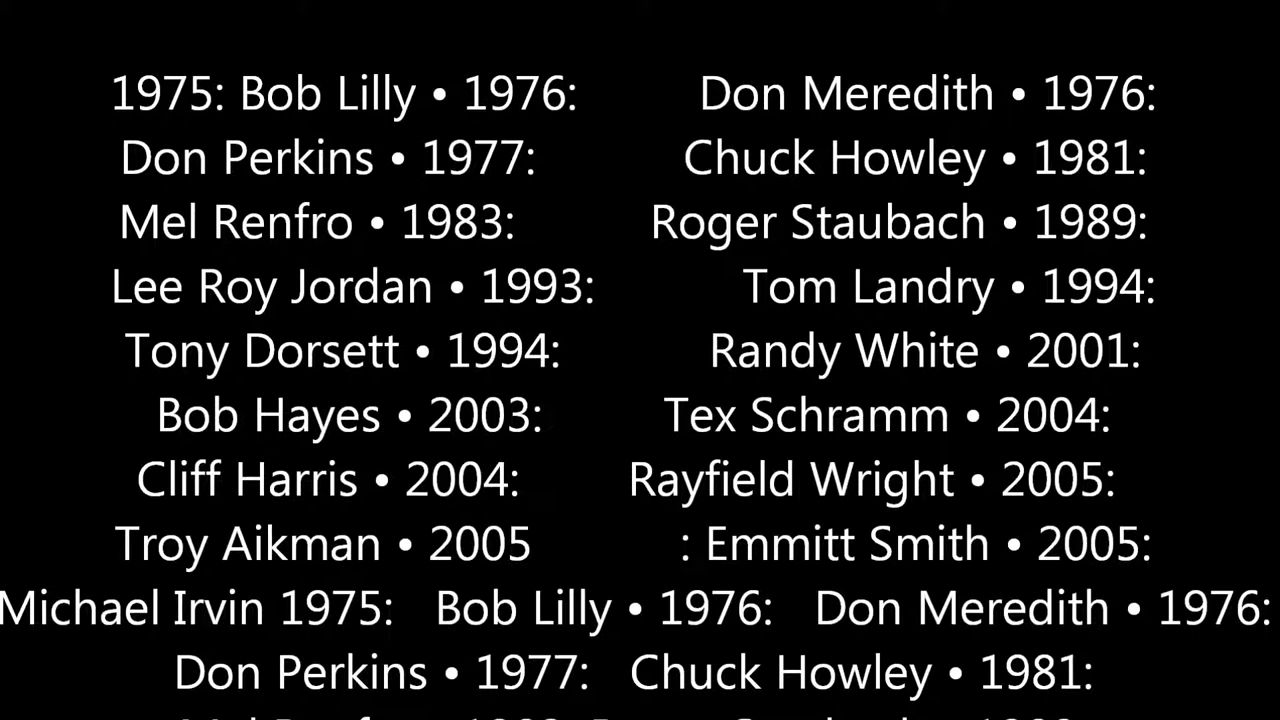 1975: Bob Lilly • 1976: Don Meredith • 1976:
Don Perkins • 1977: Chuck Howley • 1981:
Mel Renfro • 1983: Roger Staubach • 1989:
Lee Roy Jordan • 1993: Tom Landry • 1994:
Tony Dorsett • 1994: Randy White • 2001:
Bob Hayes • 2003: Tex Schramm • 2004:
Cliff Harris • 2004: Rayfield Wright • 2005:
Troy Aikman • 2005 : Emmitt Smith • 2005:
Michael Irvin 1975: Bob Lilly • 1976: Don Meredith • 1976:
Don Perkins • 1977: Chuck Howley • 1981: